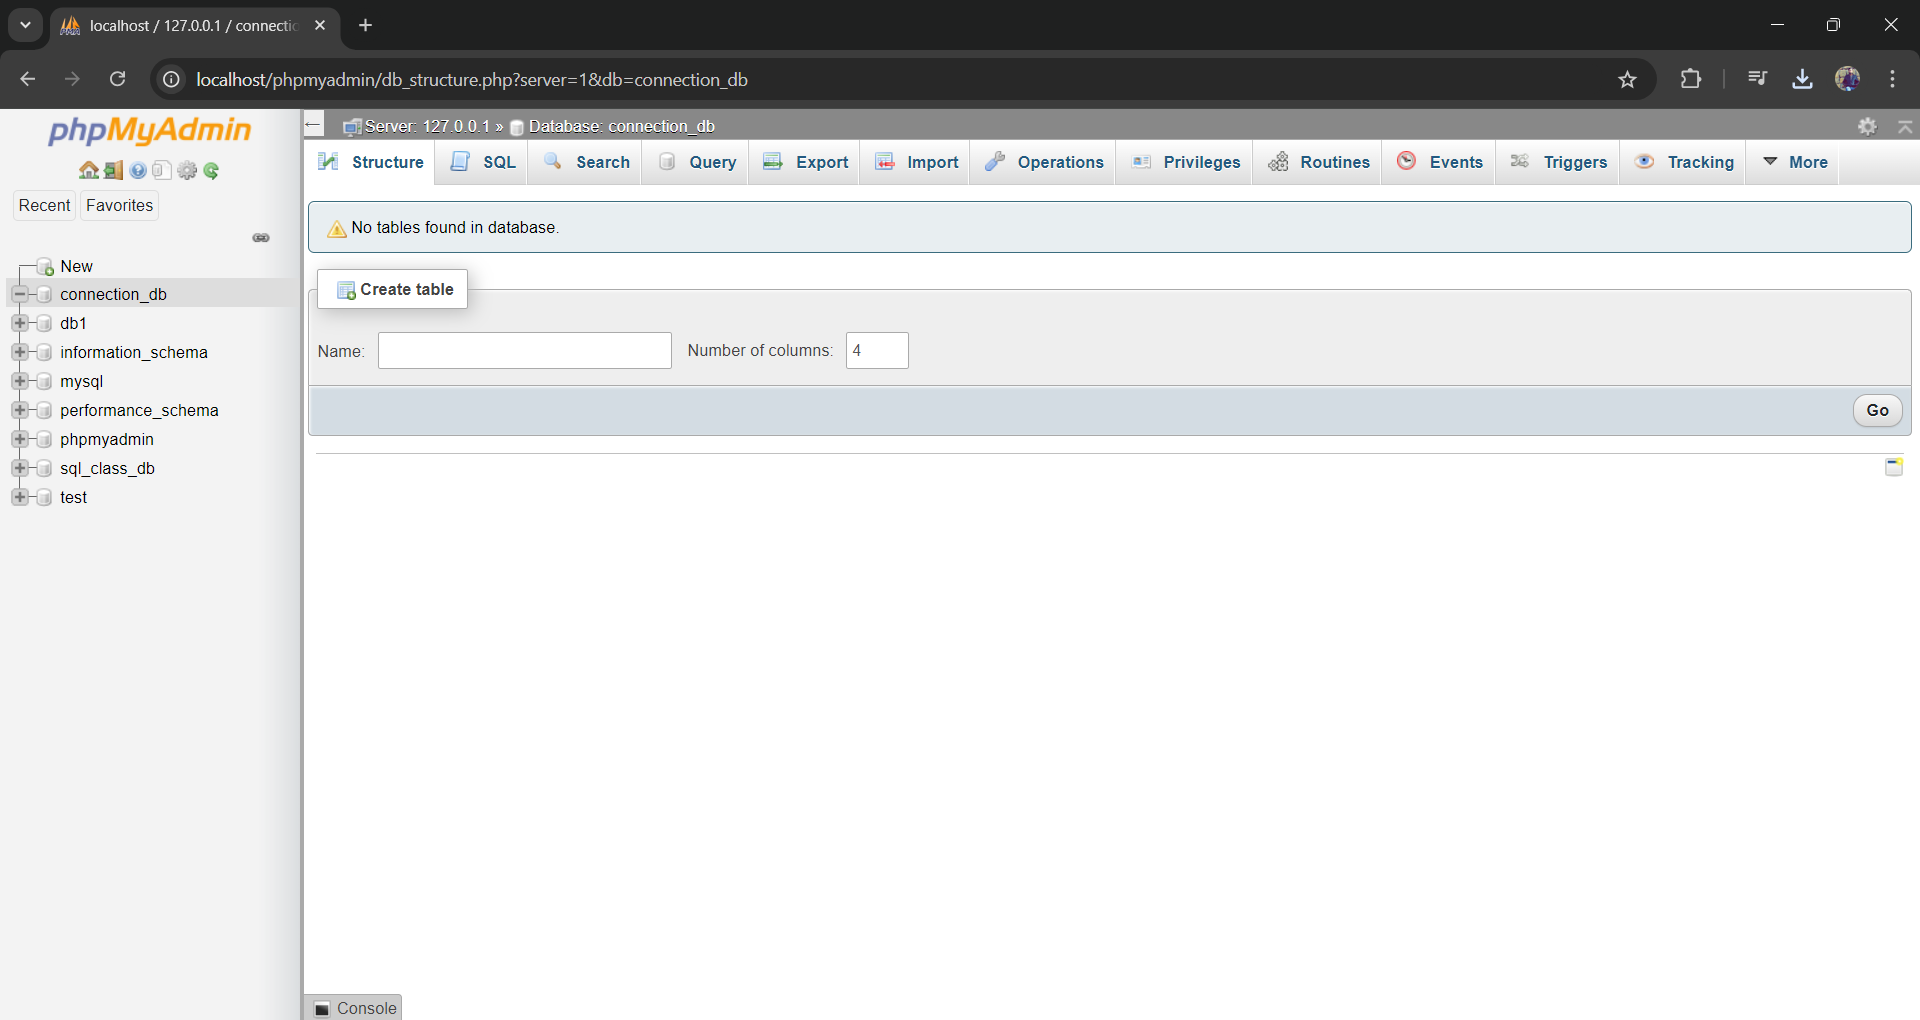 localhost / 127.0.0.1 / connectio
localhost/phpmyadmin/db_structure.php?server=1&db=connection_db
phpMyAdmin
Recent Favorites
New
connection_db
db1
information_schema
mysql
performance_schema
phpmyadmin
sql_class_db
test
Server: 127.0.0.1 » Database: connection_db
Structure SQL Search Query Export Import Operations Privileges Routines Events Triggers Tracking More
No tables found in database.
Create table
Name: Number of columns: 4
Go
Console